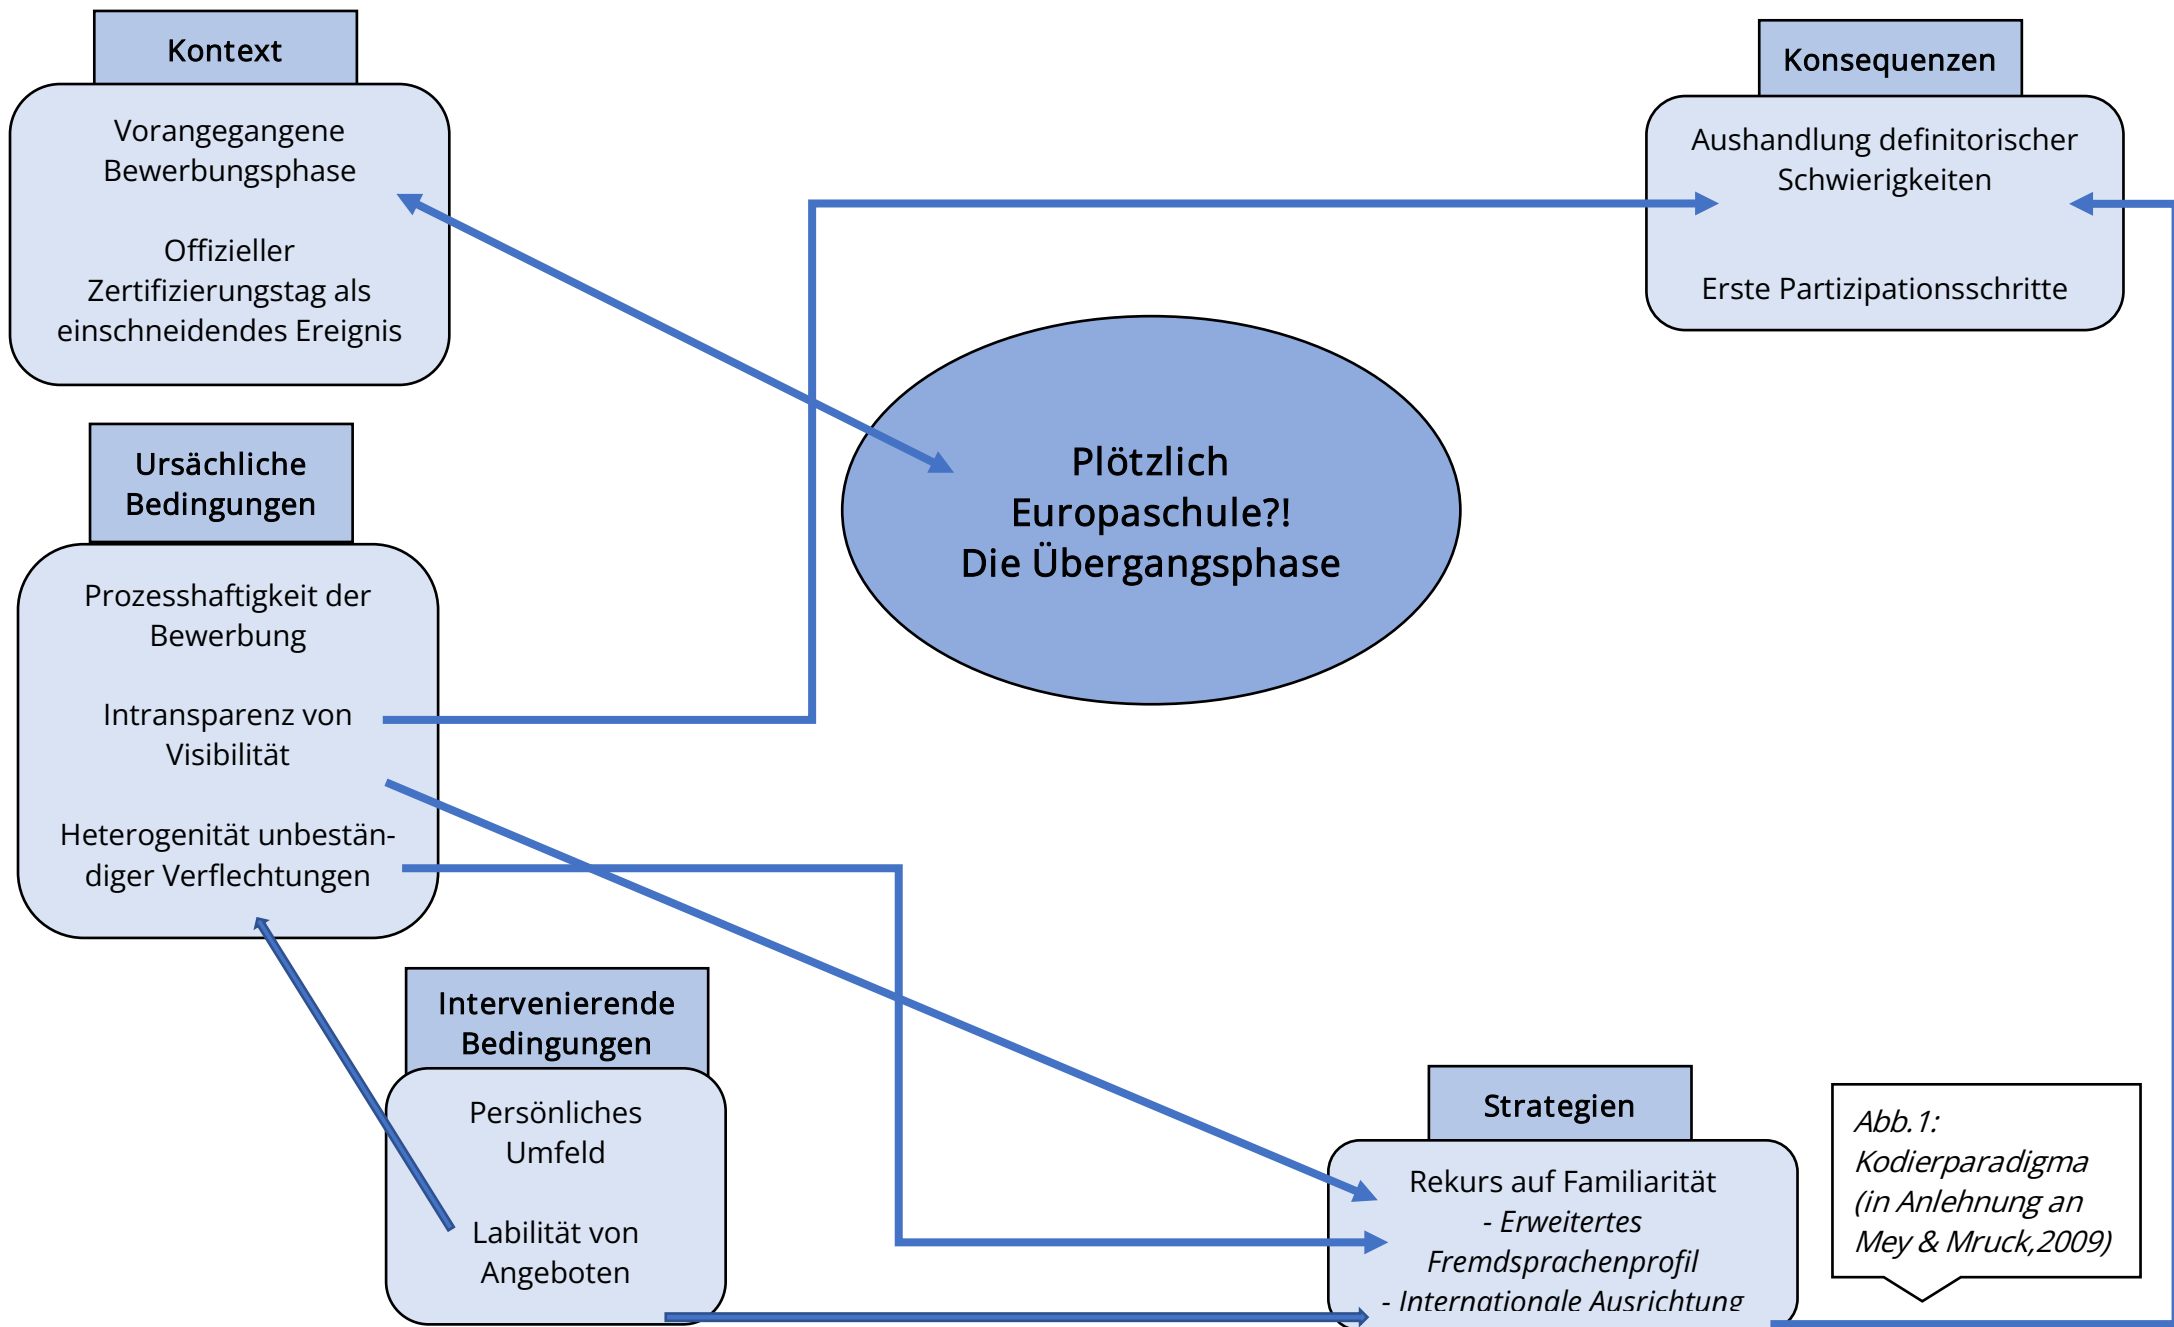 Kontext
Vorangegangene
Bewerbungsphase
Offizieller
Zertifizierungstag als
einschneidendes Ereignis
Konsequenzen
Aushandlung definitorischer
Schwierigkeiten
Erste Partizipationsschritte
Plötzlich
Europaschule?!
Die Übergangsphase
Ursächliche
Bedingungen
Prozesshaftigkeit der
Bewerbung
Intransparenz von
Visibilität
Heterogenität unbestän-
diger Verflechtungen
Intervenierende
Bedingungen
Persönliches
Umfeld
Labilität von
Angeboten
Strategien
Rekurs auf Familiarität
- Erweitertes
Fremdsprachenprofil
- Internationale Ausrichtung
Abb.1:
Kodierparadigma
(in Anlehnung an
Mey & Mruck,2009)